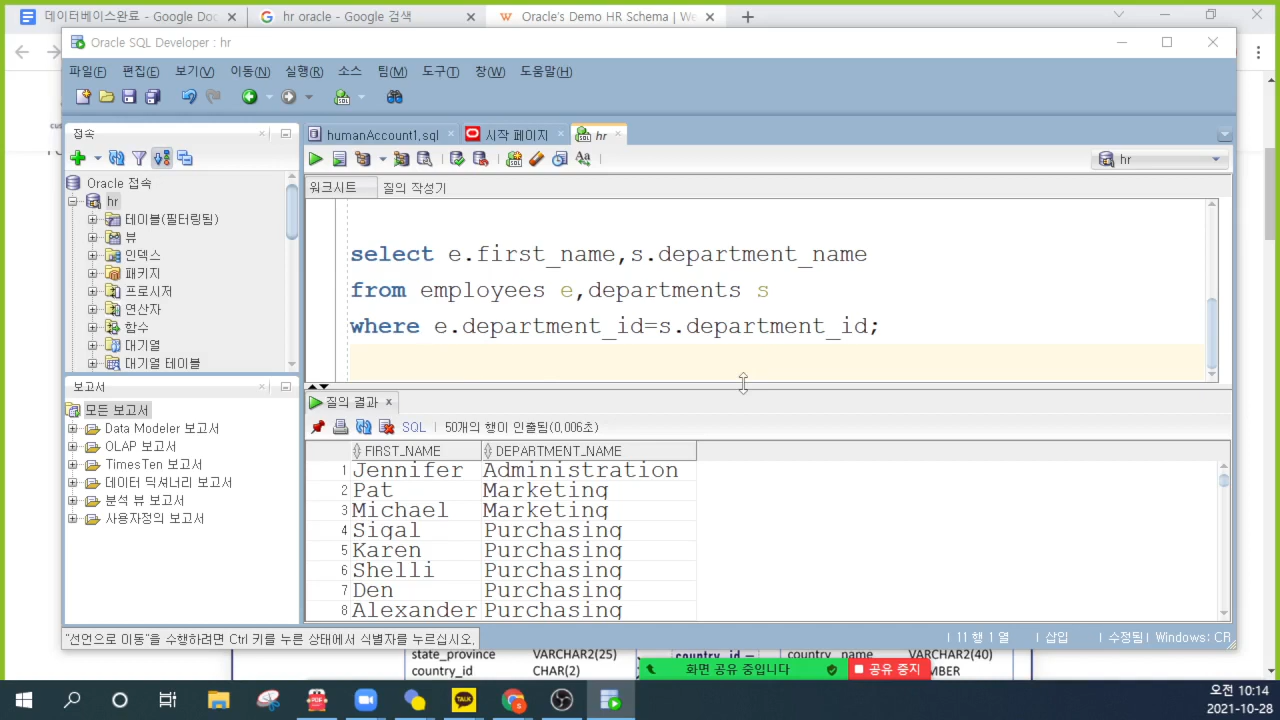 데이터베이스완료 - Google Doc
hr oracle - Google 검색
Oracle's Demo HR Schema | We
Oracle SQL Developer : hr
파일(F) 편집(E) 보기(V) 이동(N) 실행(R) 소스 팀(M) 도구(T) 창(W) 도움말(H)
접속
humanAccount1.sql
시작 페이지
hr
hr
Oracle 접속
hr
테이블(필터링됨)
뷰
인덱스
패키지
프로시저
연산자
함수
대기열
대기열 테이블
워크시트 질의 작성기
select e.first_name,s.department_name
from employees e,departments s
where e.department_id=s.department_id;
보고서
모든 보고서
Data Modeler 보고서
OLAP 보고서
TimesTen 보고서
데이터 딕셔너리 보고서
분석 뷰 보고서
사용자정의 보고서
질의 결과
SQL | 50개의 행이 인출됨(0,006초)
FIRST_NAME DEPARTMENT_NAME
1 Jennifer Administration
2 Pat Marketing
3 Michael Marketing
4 Sigal Purchasing
5 Karen Purchasing
6 Shelli Purchasing
7 Den Purchasing
8 Alexander Purchasing
"선언으로 이동"을 수행하려면 Ctrl 키를 누른 상태에서 식별자를 누르십시오.
| 11 행 1 열 | 삽입 | 수정됨| Windows: CR
state_province VARCHAR2(25)
country_id CHAR(2)
country_id
country_name VARCHAR2(40)
화면 공유 중입니다
공유 중지
MBER
TALK
PDF
오전 10:14
2021-10-28